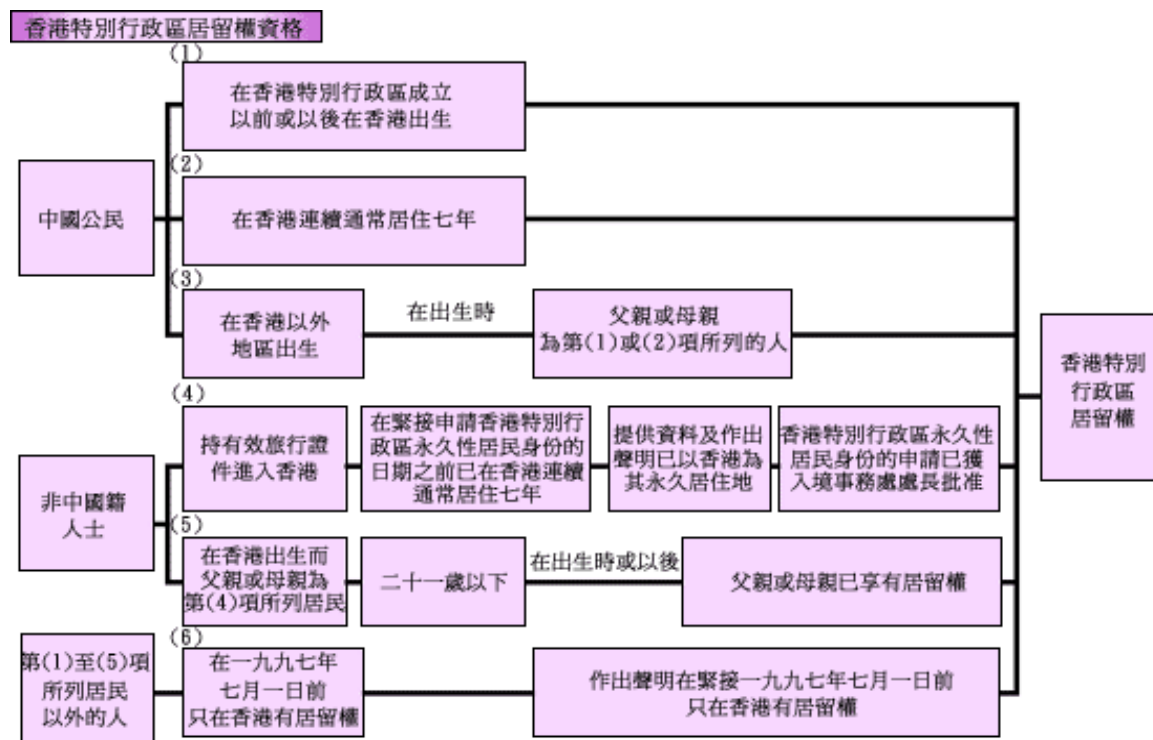 香港特別行政區居留權資格
中國公民
(1)
在香港特別行政區成立
以前或以後在香港出生
(2)
在香港連續通常居住七年
(3)
在香港以外
地區出生
在出生時
父親或母親
為第(1)或(2)項所列的人
非中國籍
人士
(4)
持有效旅行證
件進入香港
在緊接申請香港特別行
政區永久性居民身份的
日期之前已在香港連續
通常居住七年
提供資料及作出
聲明已以香港為
其永久居住地
香港特別行政區永久性
居民身份的申請已獲
入境事務處處長批准
(5)
在香港出生而
父親或母親為
第(4)項所列居民
二十一歲以下
在出生時或以後
父親或母親已享有居留權
第(1)至(5)項
所列居民
以外的人
(6)
在一九九七年
七月一日前
只在香港有居留權
作出聲明在緊接一九九七年七月一日前
只在香港有居留權
香港特別
行政區
居留權